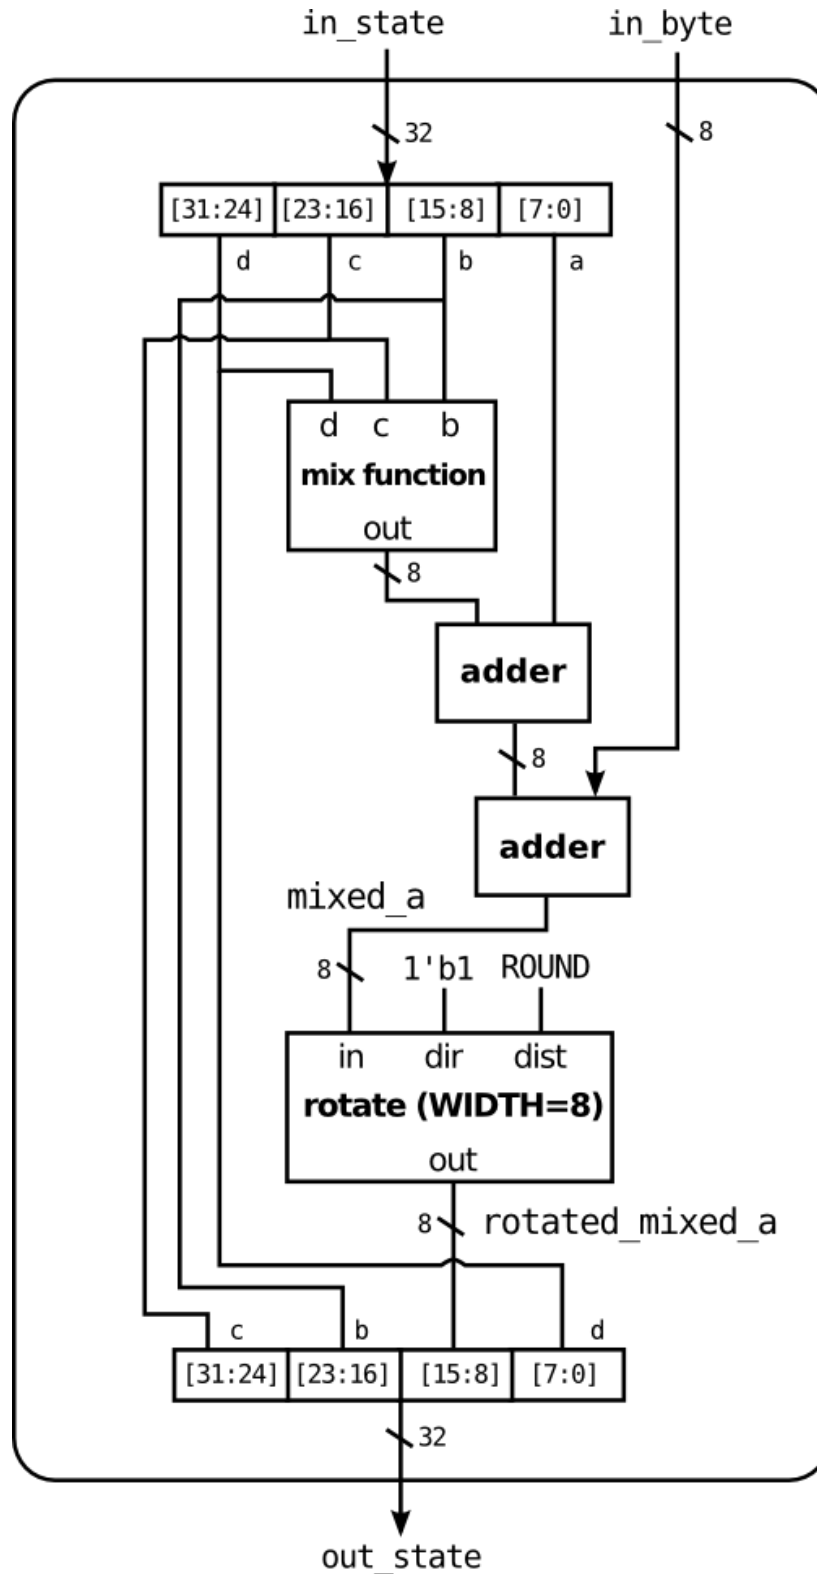 in_state in_byte
32 8
[31:24] [23:16] [15:8] [7:0]
d c b a
d c b
mix function
out
8
adder
8
adder
mixed_a
8 1'b1 ROUND
in dir dist
rotate (WIDTH=8)
out
8 rotated_mixed_a
c b d
[31:24] [23:16] [15:8] [7:0]
32
out_state